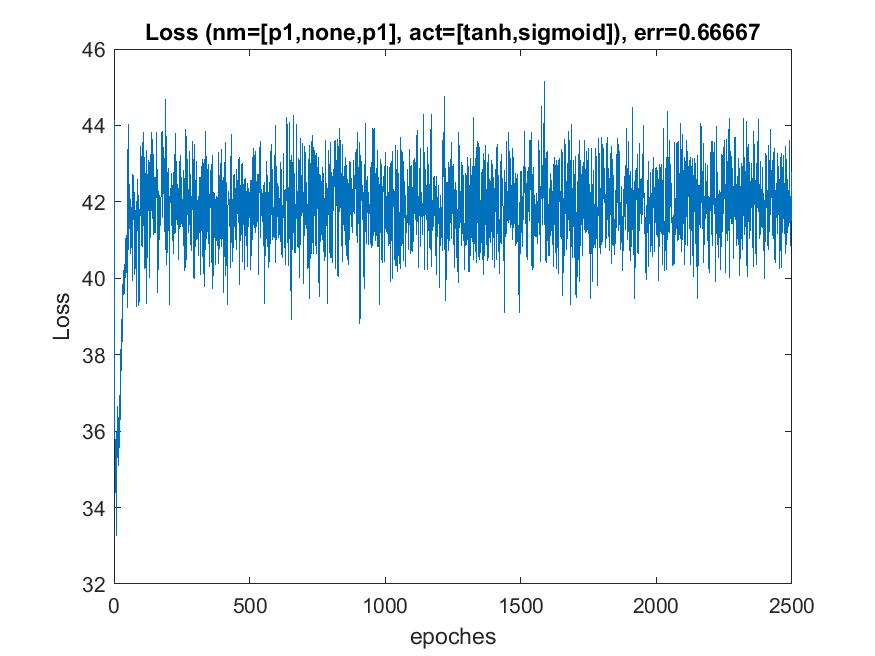 Loss (nm=[p1,none,p1], act=[tanh,sigmoid]), err=0.66667
46
44
42
40
38
36
34
32
Loss
0 500 1000 1500 2000 2500
epoches